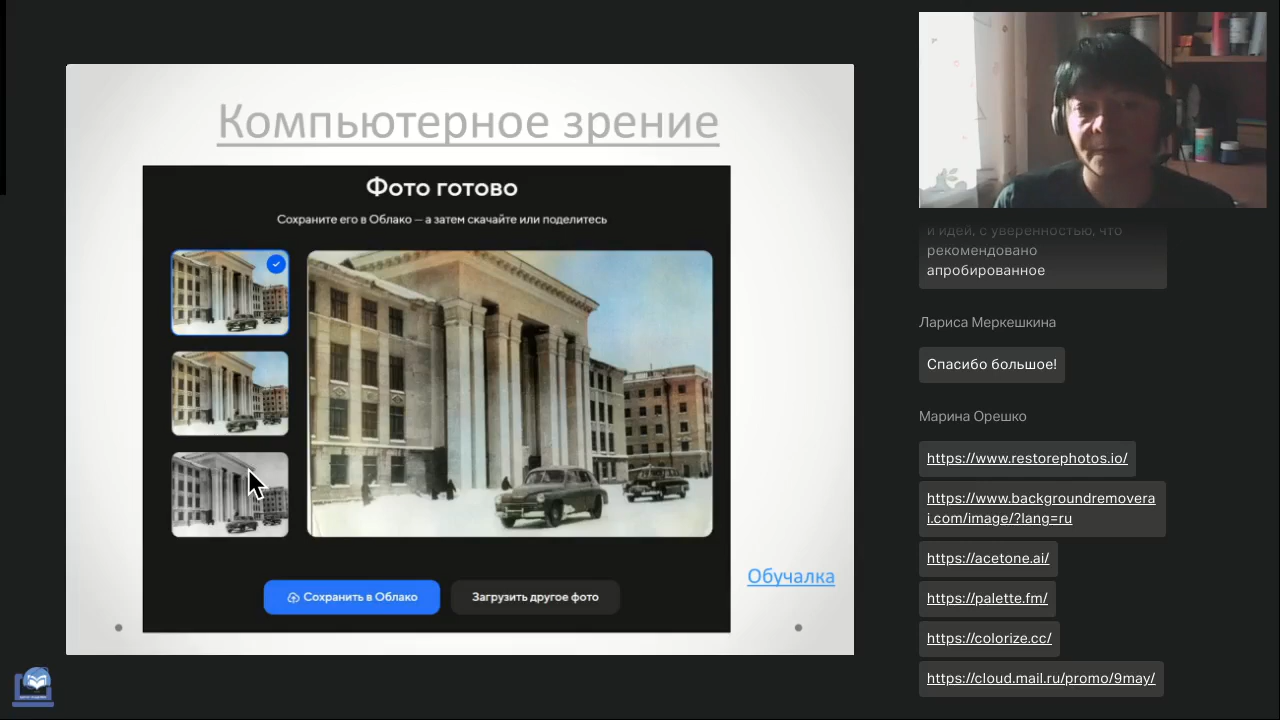 Компьютерное зрение
Фото готово
Сохраните его в Облако – а затем скачайте или поделитесь
Сохранить в Облако
Загрузить другое фото
Обучалка
и идей, с уверенностью, что
рекомендовано
апробированное
Лариса Меркешкина
Спасибо большое!
Марина Орешко
https://www.restorephotos.io/
https://www.backgroundremovera
i.com/image/?lang=ru
https://acetone.ai/
https://palette.fm/
https://colorize.cc/
https://cloud.mail.ru/promo/9may/